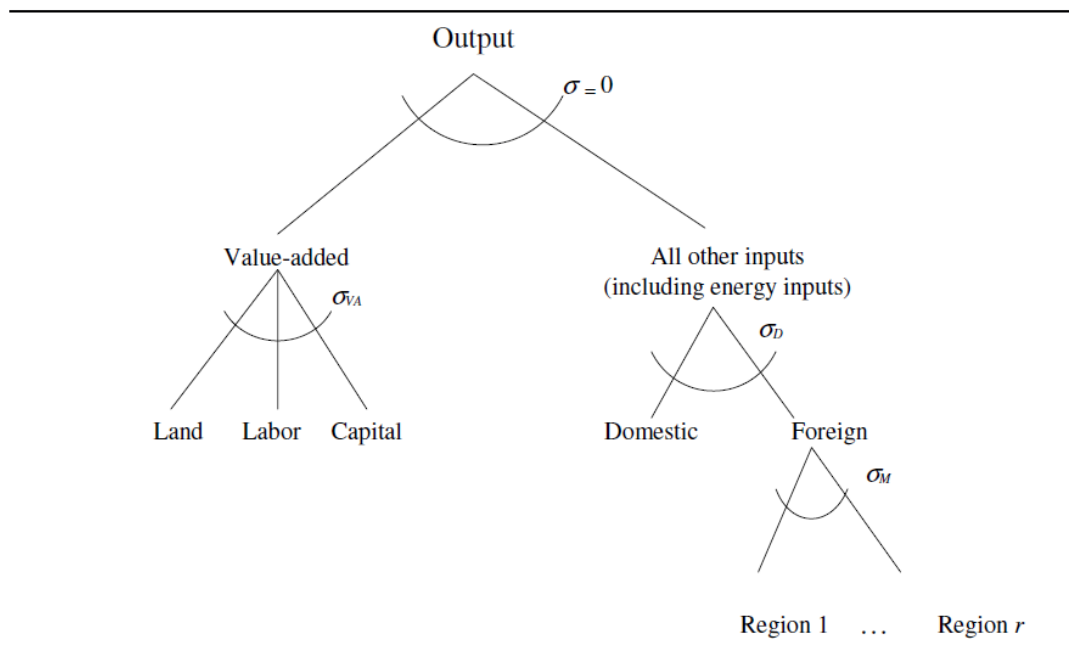 Output
σ = 0
Value-added
All other inputs
(including energy inputs)
σVA
σD
Land Labor Capital
Domestic Foreign
σM
Region 1 ... Region r